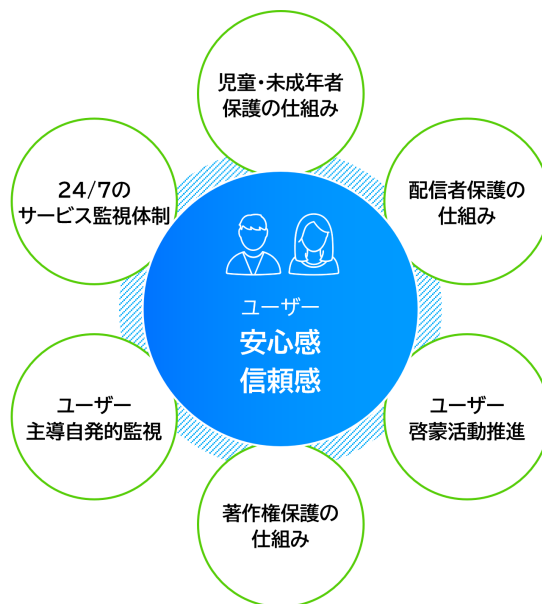 児童・未成年者
保護の仕組み
24/7の
サービス監視体制
配信者保護の
仕組み
ユーザー
安心感
信頼感
ユーザー
主導自発的監視
ユーザー
啓蒙活動推進
著作権保護の
仕組み